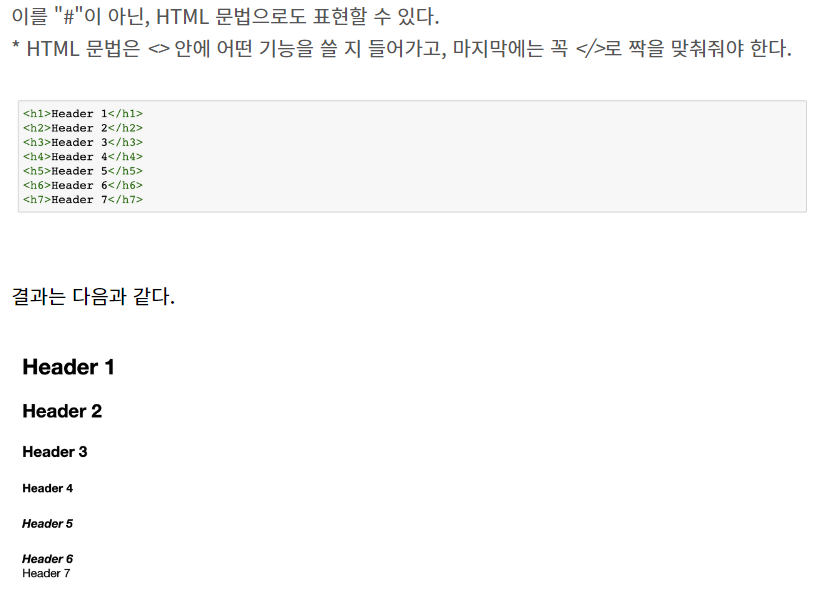 이를 "#"이 아닌, HTML 문법으로도 표현할 수 있다.
* HTML 문법은 <> 안에 어떤 기능을 쓸 지 들어가고, 마지막에는 꼭 </>로 짝을 맞춰줘야 한다.
<h1>Header 1</h1>
<h2>Header 2</h2>
<h3>Header 3</h3>
<h4>Header 4</h4>
<h5>Header 5</h5>
<h6>Header 6</h6>
<h7>Header 7</h7>
결과는 다음과 같다.
Header 1
Header 2
Header 3
Header 4
Header 5
Header 6
Header 7